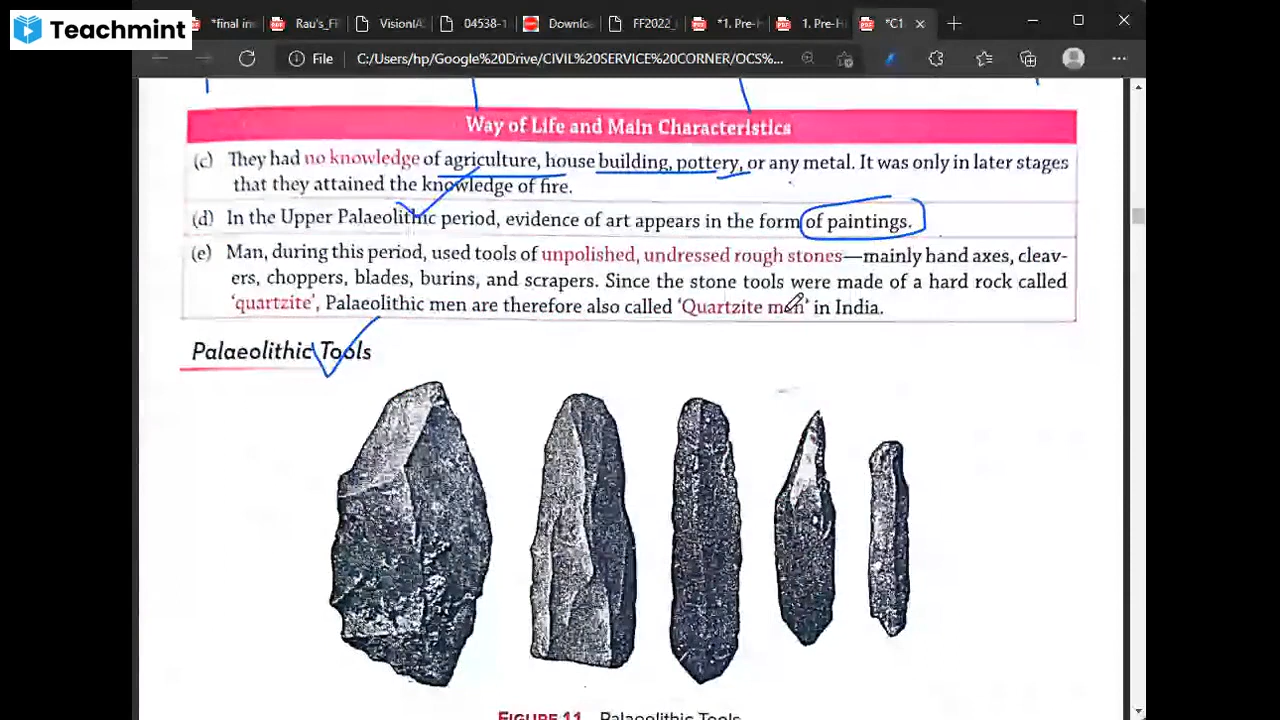 Teachmint
*final in
Rau's_FI
VisionIA
04538-1
Downloa
FF2022_I
*1. Pre-H
1. Pre-Hi
*C1
File
C:/Users/hp/Google%20Drive/CIVIL%20SERVICE%20CORNER/OCS%...
Way of Life and Main Characteristics
(c) They had no knowledge of agriculture, house building, pottery, or any metal. It was only in later stages
that they attained the knowledge of fire.
(d) In the Upper Palaeolithic period, evidence of art appears in the form of paintings.
(e) Man, during this period, used tools of unpolished, undressed rough stones—mainly hand axes, cleav-
ers, choppers, blades, burins, and scrapers. Since the stone tools were made of a hard rock called
'quartzite', Palaeolithic men are therefore also called 'Quartzite men' in India.
Palaeolithic Tools
FIGURE 1.1 Palaeolithic Tools